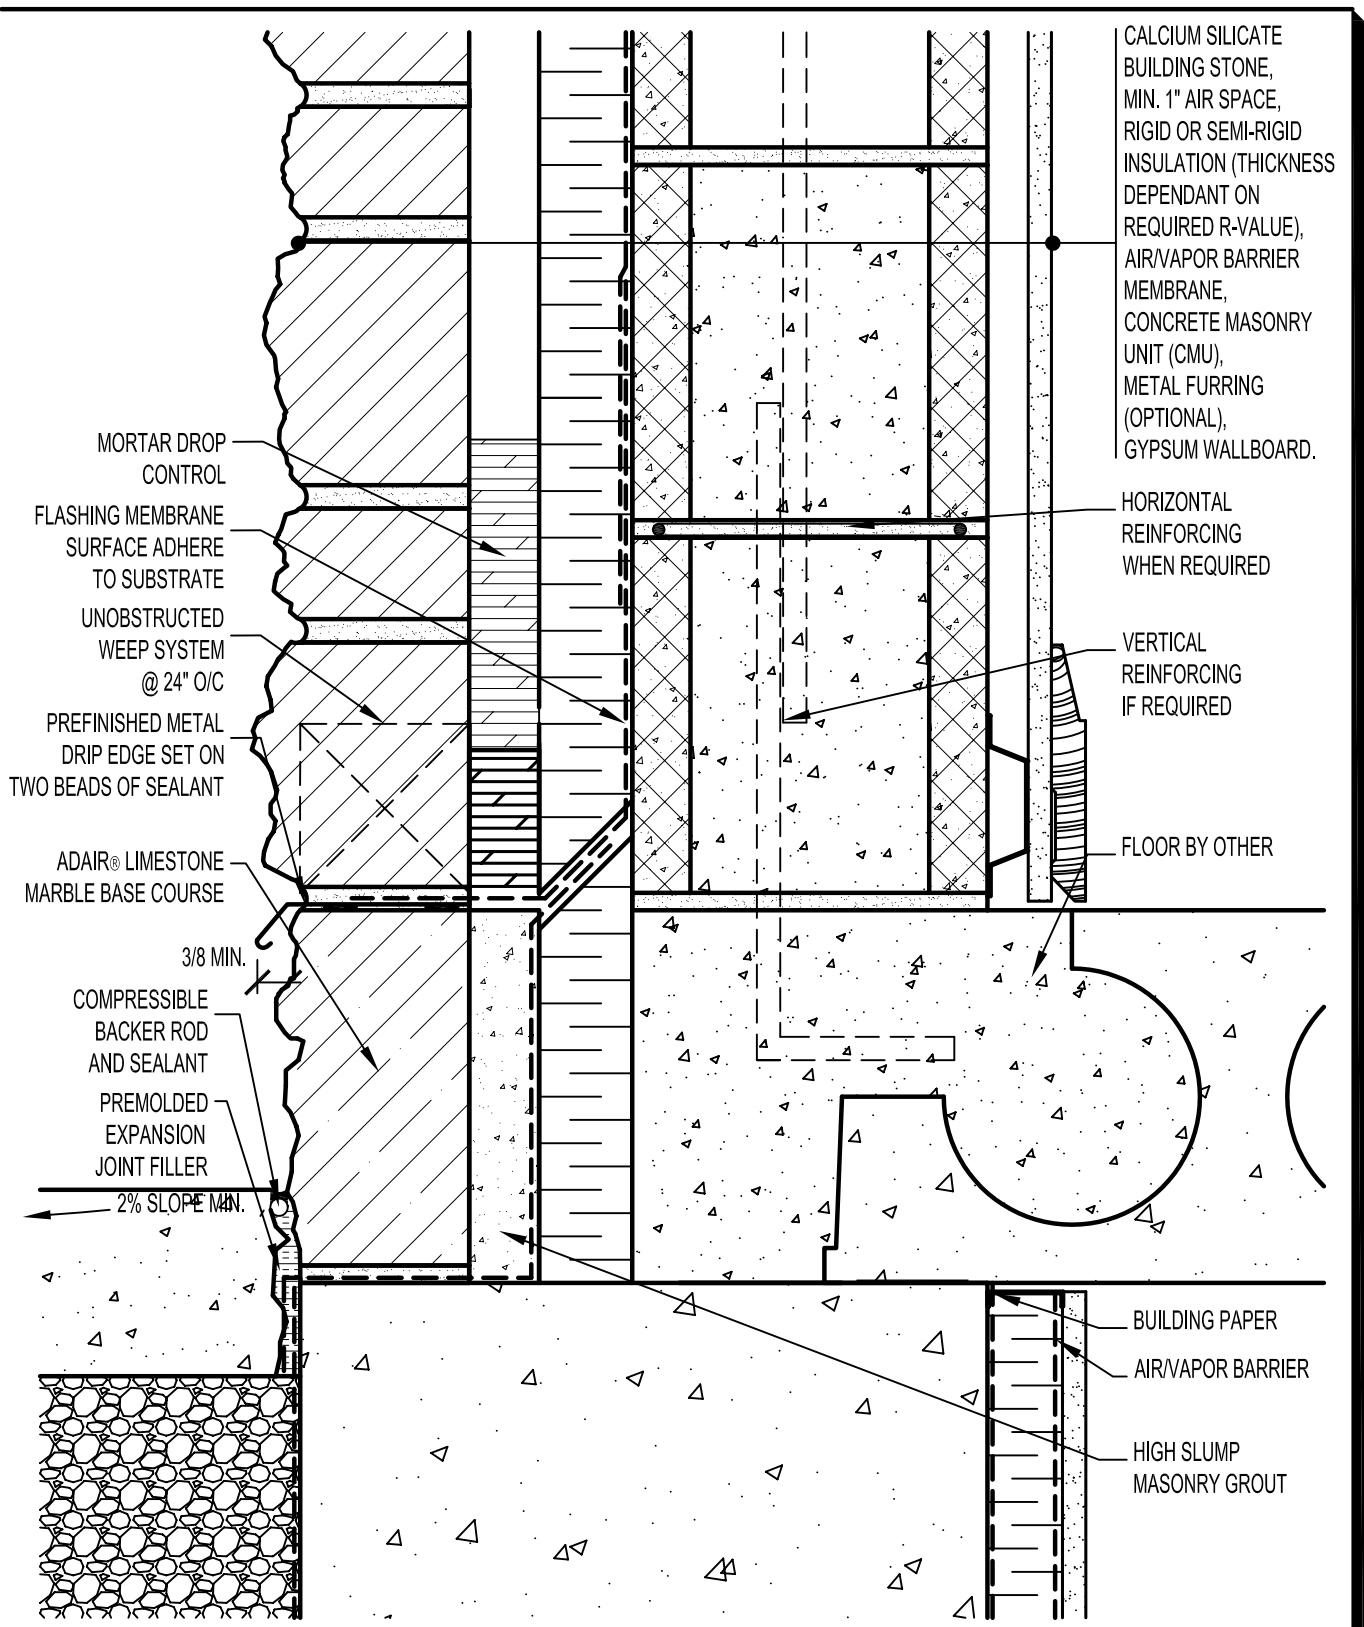 CALCIUM SILICATE
BUILDING STONE,
MIN. 1" AIR SPACE,
RIGID OR SEMI-RIGID
INSULATION (THICKNESS
DEPENDANT ON
REQUIRED R-VALUE),
AIR/VAPOR BARRIER
MEMBRANE,
CONCRETE MASONRY
UNIT (CMU),
METAL FURRING
(OPTIONAL),
GYPSUM WALLBOARD.
MORTAR DROP
CONTROL
FLASHING MEMBRANE
SURFACE ADHERE
TO SUBSTRATE
UNOBSTRUCTED
WEEP SYSTEM
@ 24" O/C
PREFINISHED METAL
DRIP EDGE SET ON
TWO BEADS OF SEALANT
ADAIR® LIMESTONE
MARBLE BASE COURSE
3/8 MIN.
COMPRESSIBLE
BACKER ROD
AND SEALANT
PREMOLDED
EXPANSION
JOINT FILLER
2% SLOPE MIN.
HORIZONTAL
REINFORCING
WHEN REQUIRED
VERTICAL
REINFORCING
IF REQUIRED
FLOOR BY OTHER
BUILDING PAPER
AIR/VAPOR BARRIER
HIGH SLUMP
MASONRY GROUT